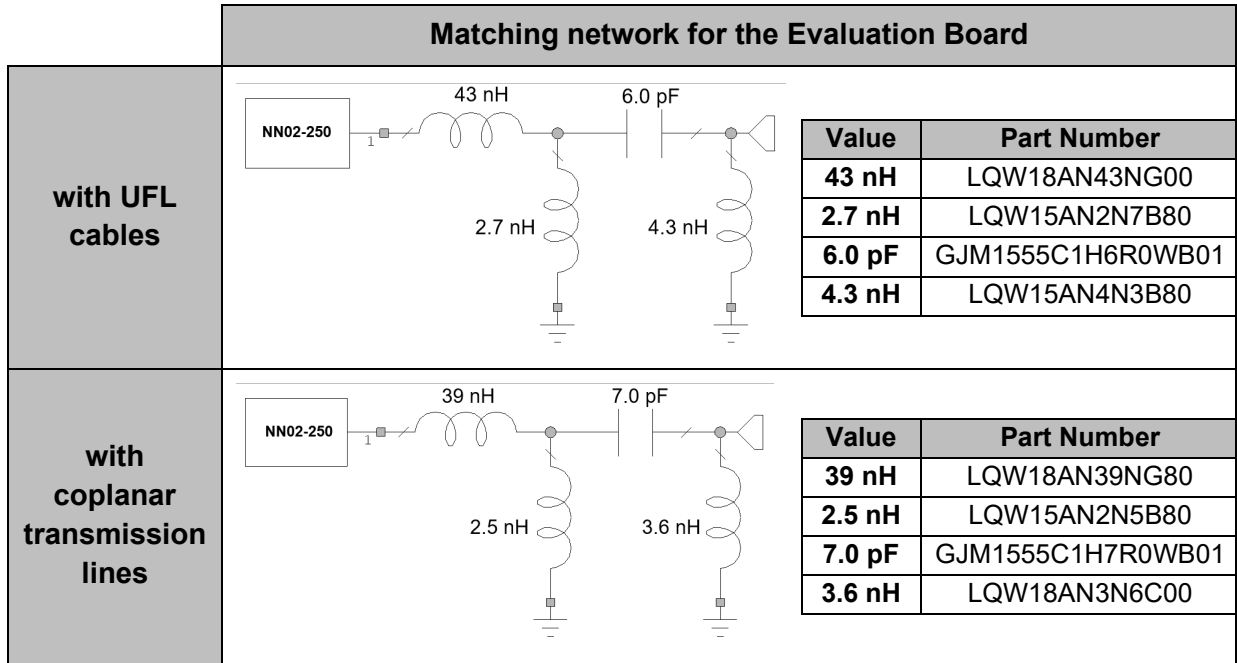 Matching network for the Evaluation Board
with UFL
cables
43 nH
6.0 pF
NN02-250
1
2.7 nH
4.3 nH
Value Part Number
43 nH LQW18AN43NG00
2.7 nH LQW15AN2N7B80
6.0 pF GJM1555C1H6R0WB01
4.3 nH LQW15AN4N3B80
with
coplanar
transmission
lines
39 nH
7.0 pF
NN02-250
1
2.5 nH
3.6 nH
Value Part Number
39 nH LQW18AN39NG80
2.5 nH LQW15AN2N5B80
7.0 pF GJM1555C1H7R0WB01
3.6 nH LQW18AN3N6C00